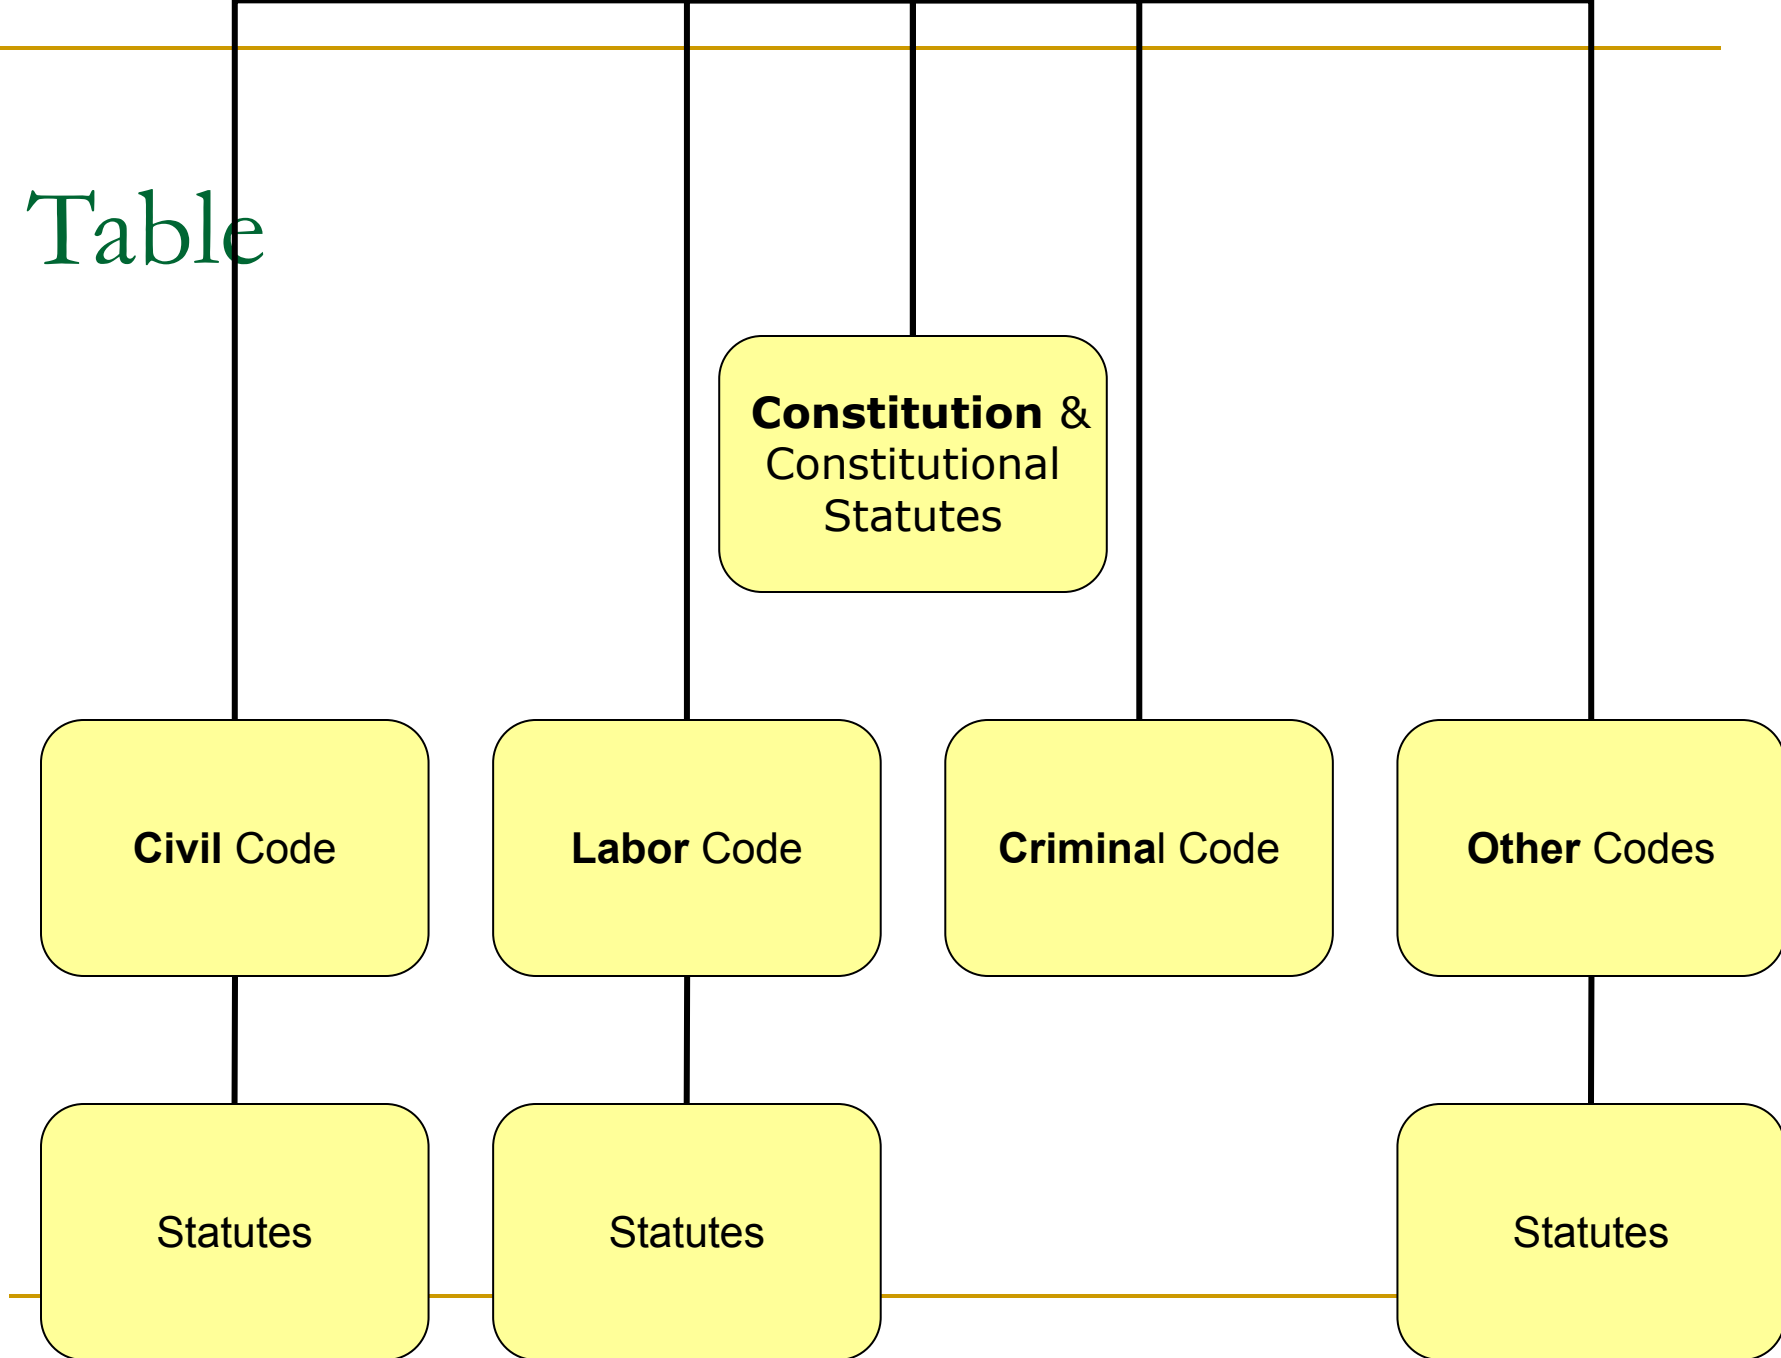 Table
Constitution &
Constitutional
Statutes
Civil Code
Labor Code
Criminal Code
Other Codes
Statutes
Statutes
Statutes